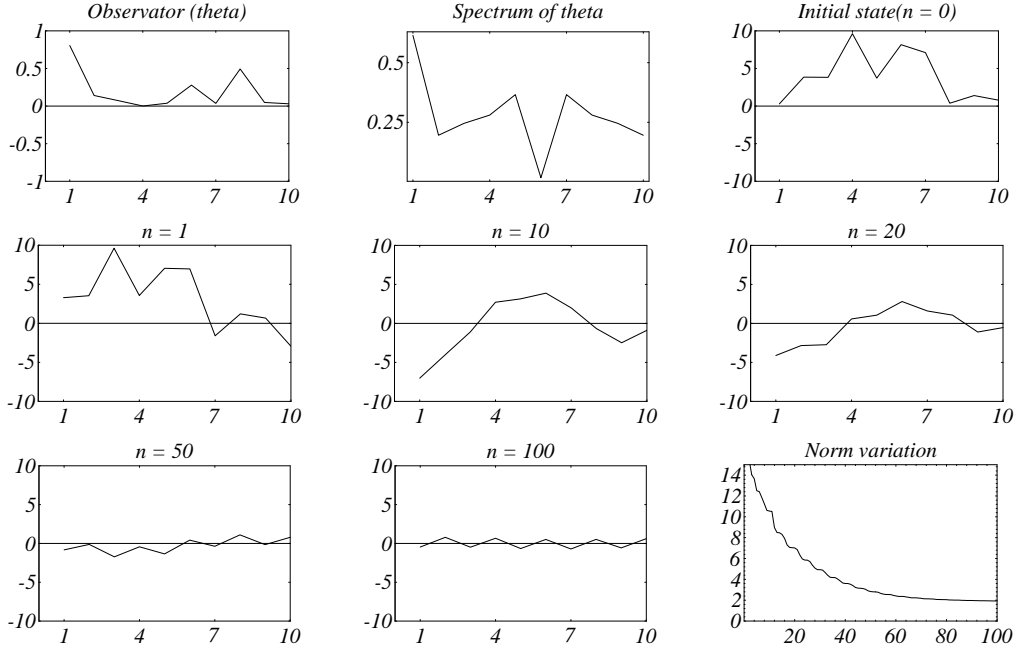 Observator (theta)
1
0.5
0
-0.5
-1
1 4 7 10
Spectrum of theta
0.5
0.25
1 4 7 10
Initial state(n = 0)
10
5
0
-5
-10
1 4 7 10
n = 1
10
5
0
-5
-10
1 4 7 10
n = 10
10
5
0
-5
-10
1 4 7 10
n = 20
10
5
0
-5
-10
1 4 7 10
n = 50
10
5
0
-5
-10
1 4 7 10
n = 100
10
5
0
-5
-10
1 4 7 10
Norm variation
14
12
10
8
6
4
2
0
20 40 60 80 100